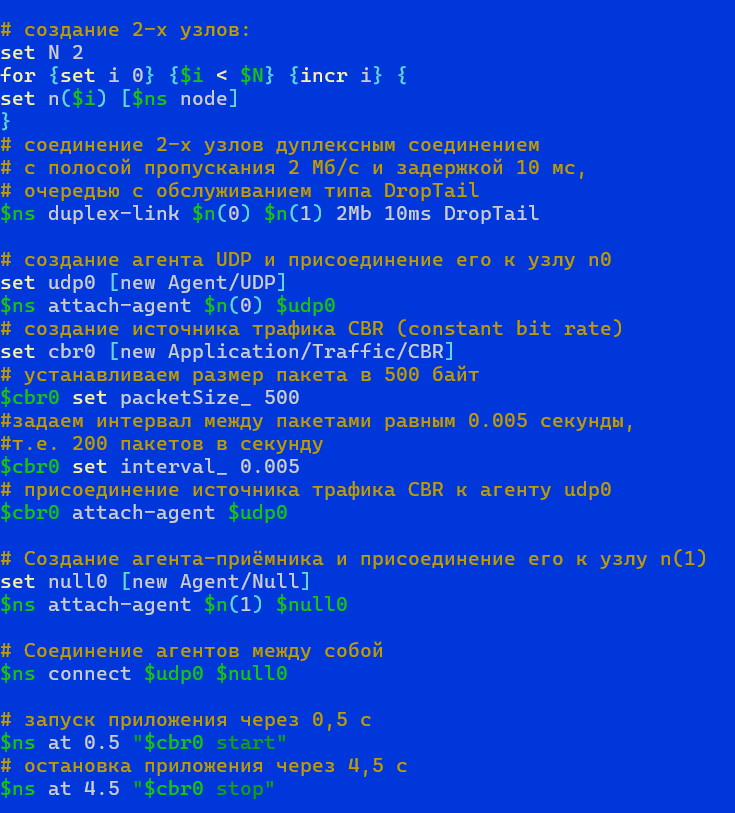 # создание 2-х узлов:
set N 2
for {set i 0} {$i < $N} {incr i} {
set n($i) [$ns node]
}
# соединение 2-х узлов дуплексным соединением
# с полосой пропускания 2 Мб/с и задержкой 10 мс,
# очередью с обслуживанием типа DropTail
$ns duplex-link $n(0) $n(1) 2Mb 10ms DropTail
# создание агента UDP и присоединение его к узлу n0
set udp0 [new Agent/UDP]
$ns attach-agent $n(0) $udp0
# создание источника трафика CBR (constant bit rate)
set cbr0 [new Application/Traffic/CBR]
# устанавливаем размер пакета в 500 байт
$cbr0 set packetSize_ 500
#задаем интервал между пакетами равным 0.005 секунды,
#т.е. 200 пакетов в секунду
$cbr0 set interval_ 0.005
# присоединение источника трафика CBR к агенту udp0
$cbr0 attach-agent $udp0
# Создание агента-приёмника и присоединение его к узлу n(1)
set null0 [new Agent/Null]
$ns attach-agent $n(1) $null0
# Соединение агентов между собой
$ns connect $udp0 $null0
# запуск приложения через 0,5 с
$ns at 0.5 "$cbr0 start"
# остановка приложения через 4,5 с
$ns at 4.5 "$cbr0 stop"